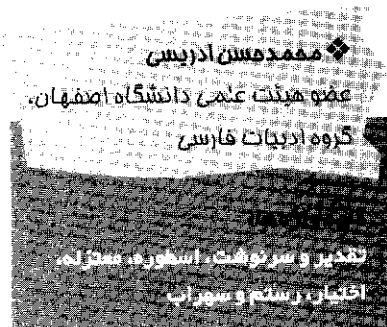 ❖ محمدحسن ادریسی
عضو هیئت علمی دانشگاه اصفهان،
گروه ادبیات فارسی
تقدیر و سرنوشت، اسطوره، معتزله،
اختیار، رستم و سهراب